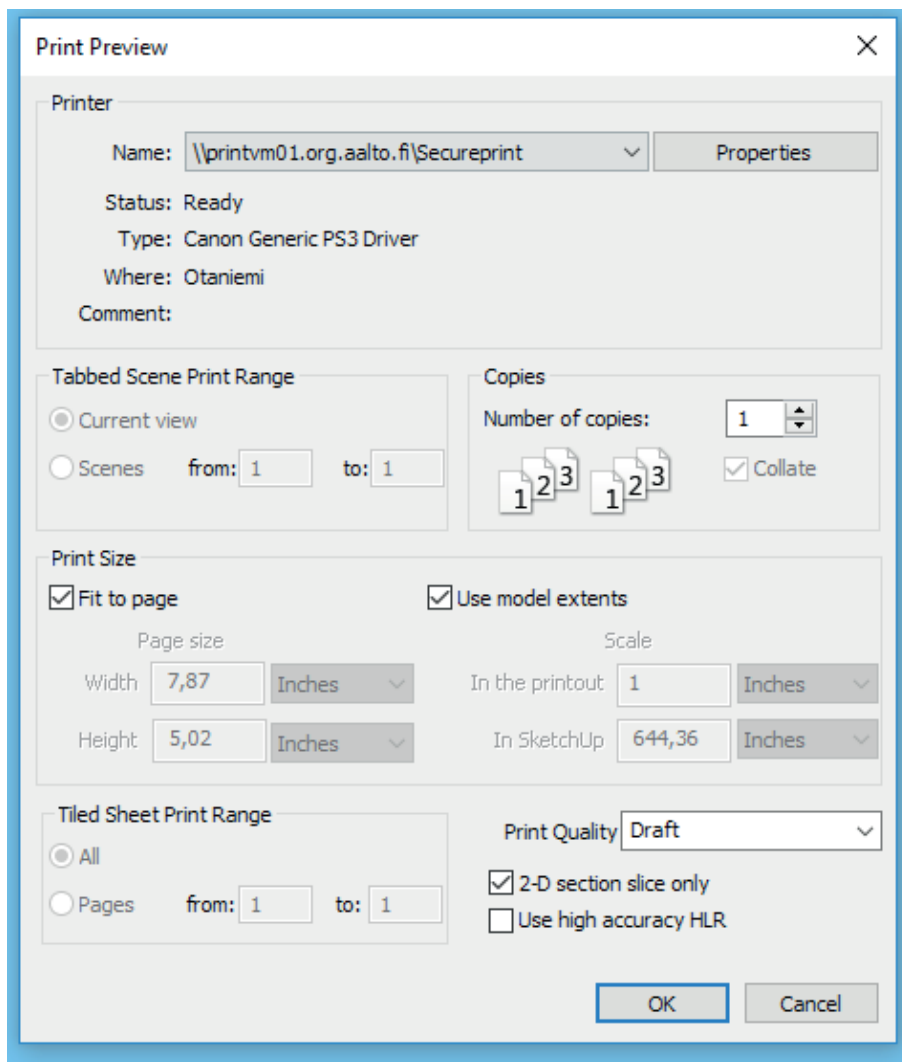 Print Preview
Printer
Name: \\printvm01.org.aalto.fi\Secureprint Properties
Status: Ready
Type: Canon Generic PS3 Driver
Where: Otaniemi
Comment:
Tabbed Scene Print Range
Current view
Scenes from: 1 to: 1
Copies
Number of copies: 1
1 2 3 1 2 3 Collate
Print Size
Fit to page Use model extents
Page size Scale
Width 7,87 Inches In the printout 1 Inches
Height 5,02 Inches In SketchUp 644,36 Inches
Tiled Sheet Print Range
All
Pages from: 1 to: 1
Print Quality Draft
2-D section slice only
Use high accuracy HLR
OK Cancel